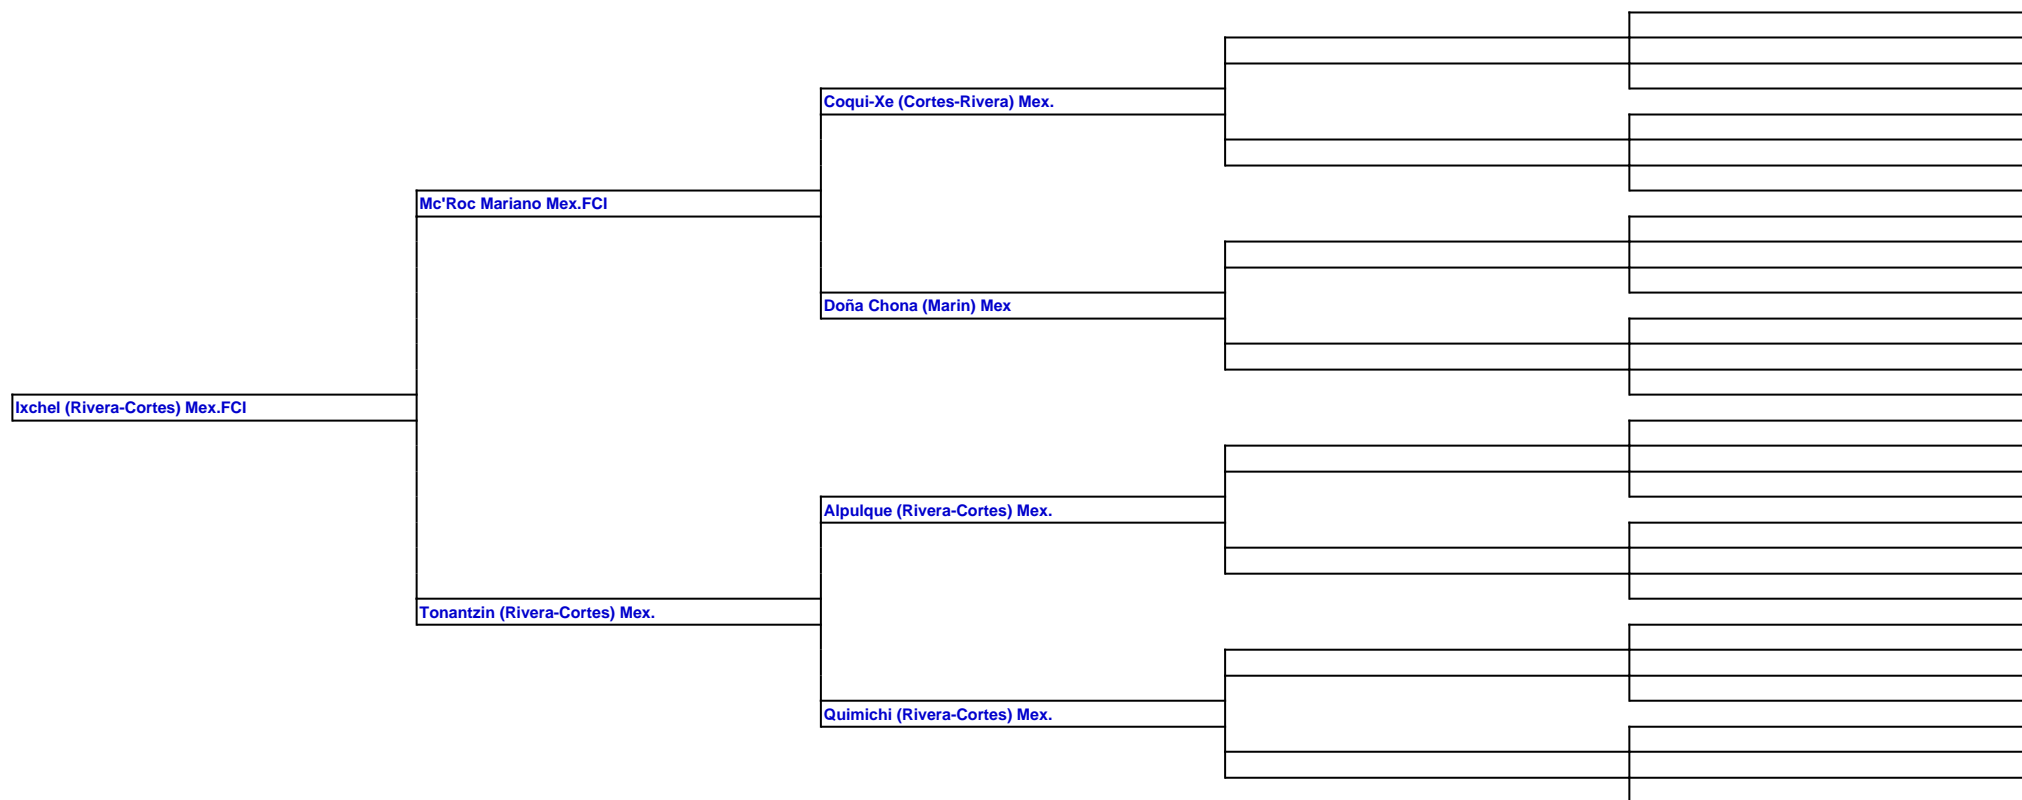 Coqui-Xe (Cortes-Rivera) Mex.
Mc'Roc Mariano Mex.FCI
Doña Chona (Marin) Mex
Ixchel (Rivera-Cortes) Mex.FCI
Alpulque (Rivera-Cortes) Mex.
Tonantzin (Rivera-Cortes) Mex.
Quimichi (Rivera-Cortes) Mex.